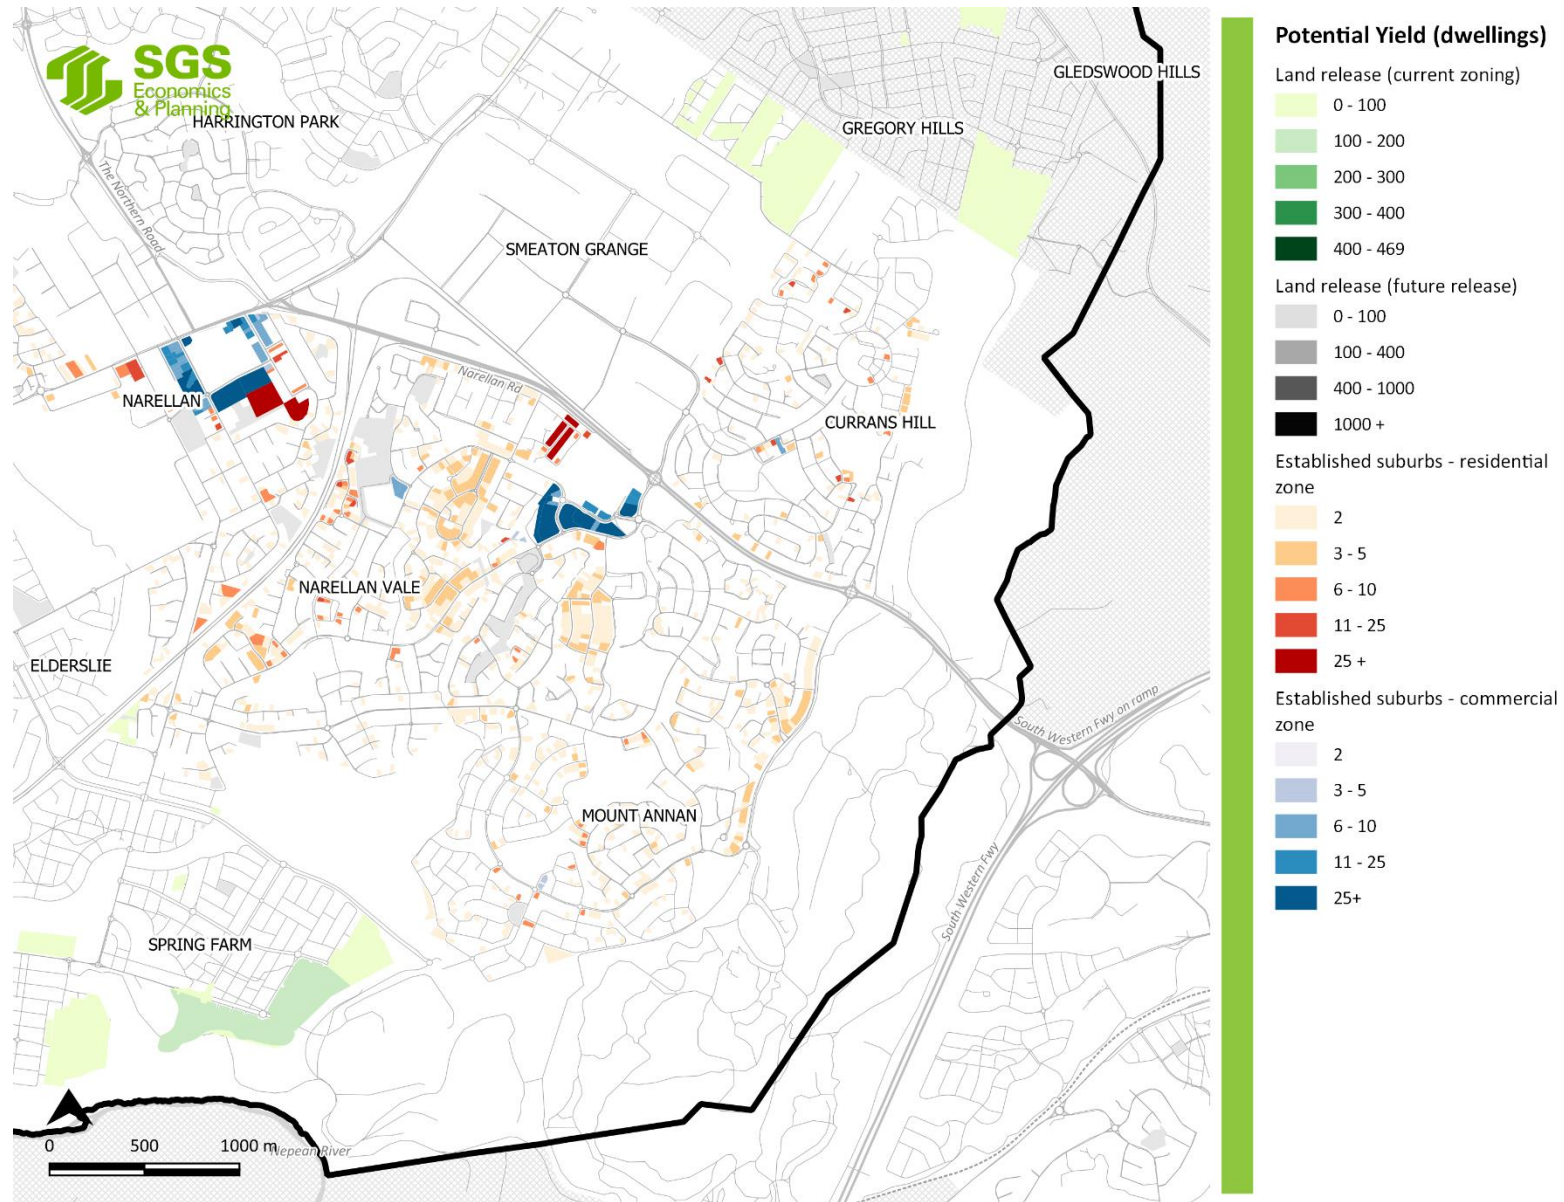 SGS
Economics
& Planning
GLEDSWOOD HILLS
HARRINGTON PARK
GREGORY HILLS
The Northern Road
SMEATON GRANGE
Narellan Rd
NARELLAN
CURRANS HILL
NARELLAN VALE
ELDERSLIE
South Western Fwy on ramp
MOUNT ANNAN
South Western Fwy
SPRING FARM
0 500 1000 m
Nepean River
Potential Yield (dwellings)
Land release (current zoning)
0 - 100
100 - 200
200 - 300
300 - 400
400 - 469
Land release (future release)
0 - 100
100 - 400
400 - 1000
1000 +
Established suburbs - residential
zone
2
3 - 5
6 - 10
11 - 25
25 +
Established suburbs - commercial
zone
2
3 - 5
6 - 10
11 - 25
25+